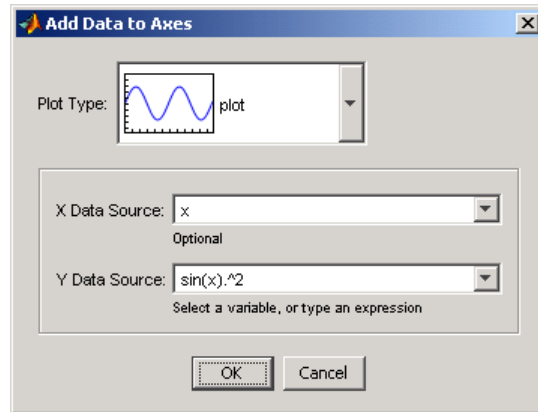 Add Data to Axes
Plot Type: plot
X Data Source: x
Optional
Y Data Source: sin(x).^2
Select a variable, or type an expression
OK Cancel